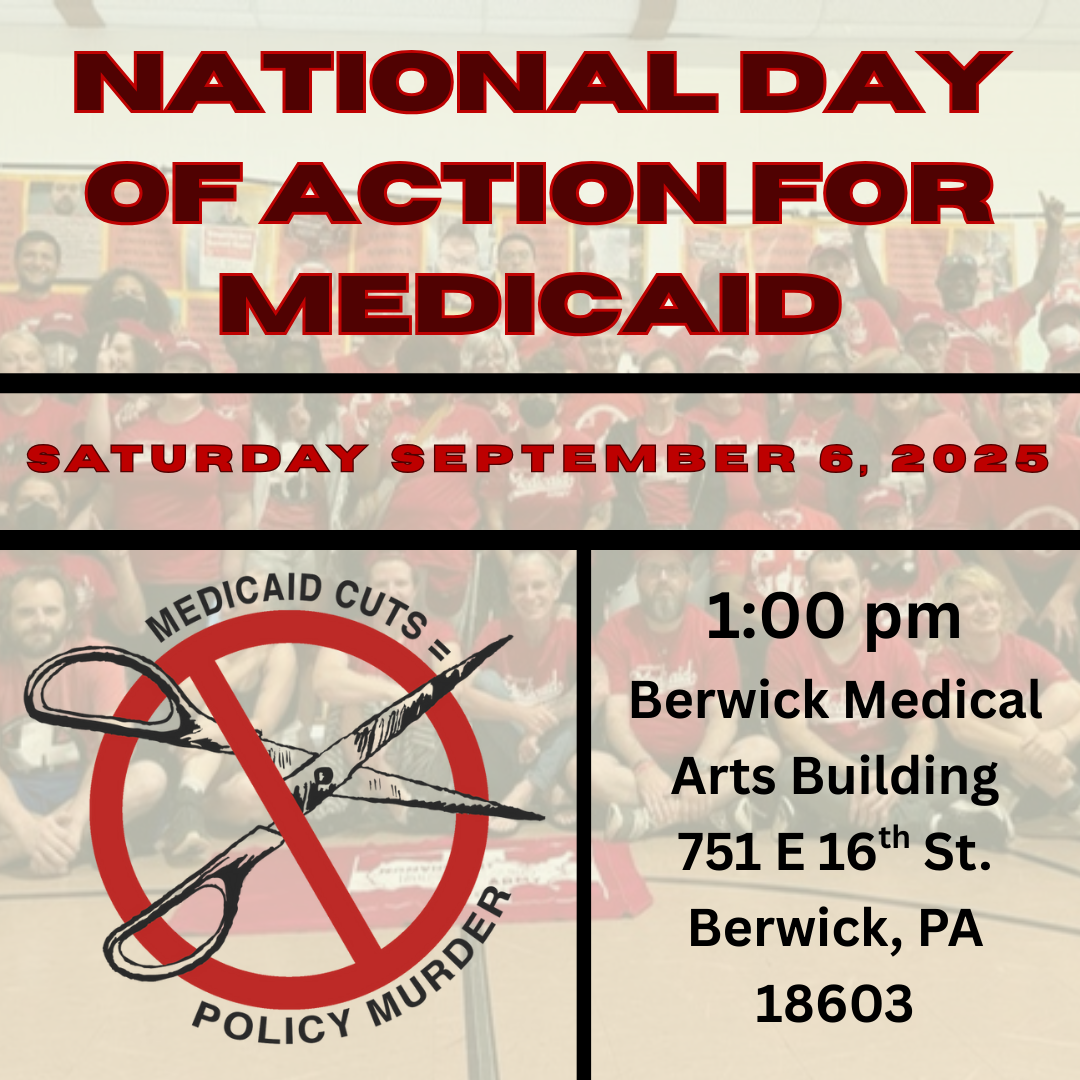 NATIONAL DAY
OF ACTION FOR
MEDICAID
SATURDAY SEPTEMBER 6, 2025
MEDICAID CUTS =
POLICY MURDER
1:00 pm
Berwick Medical
Arts Building
751 E 16th St.
Berwick, PA
18603